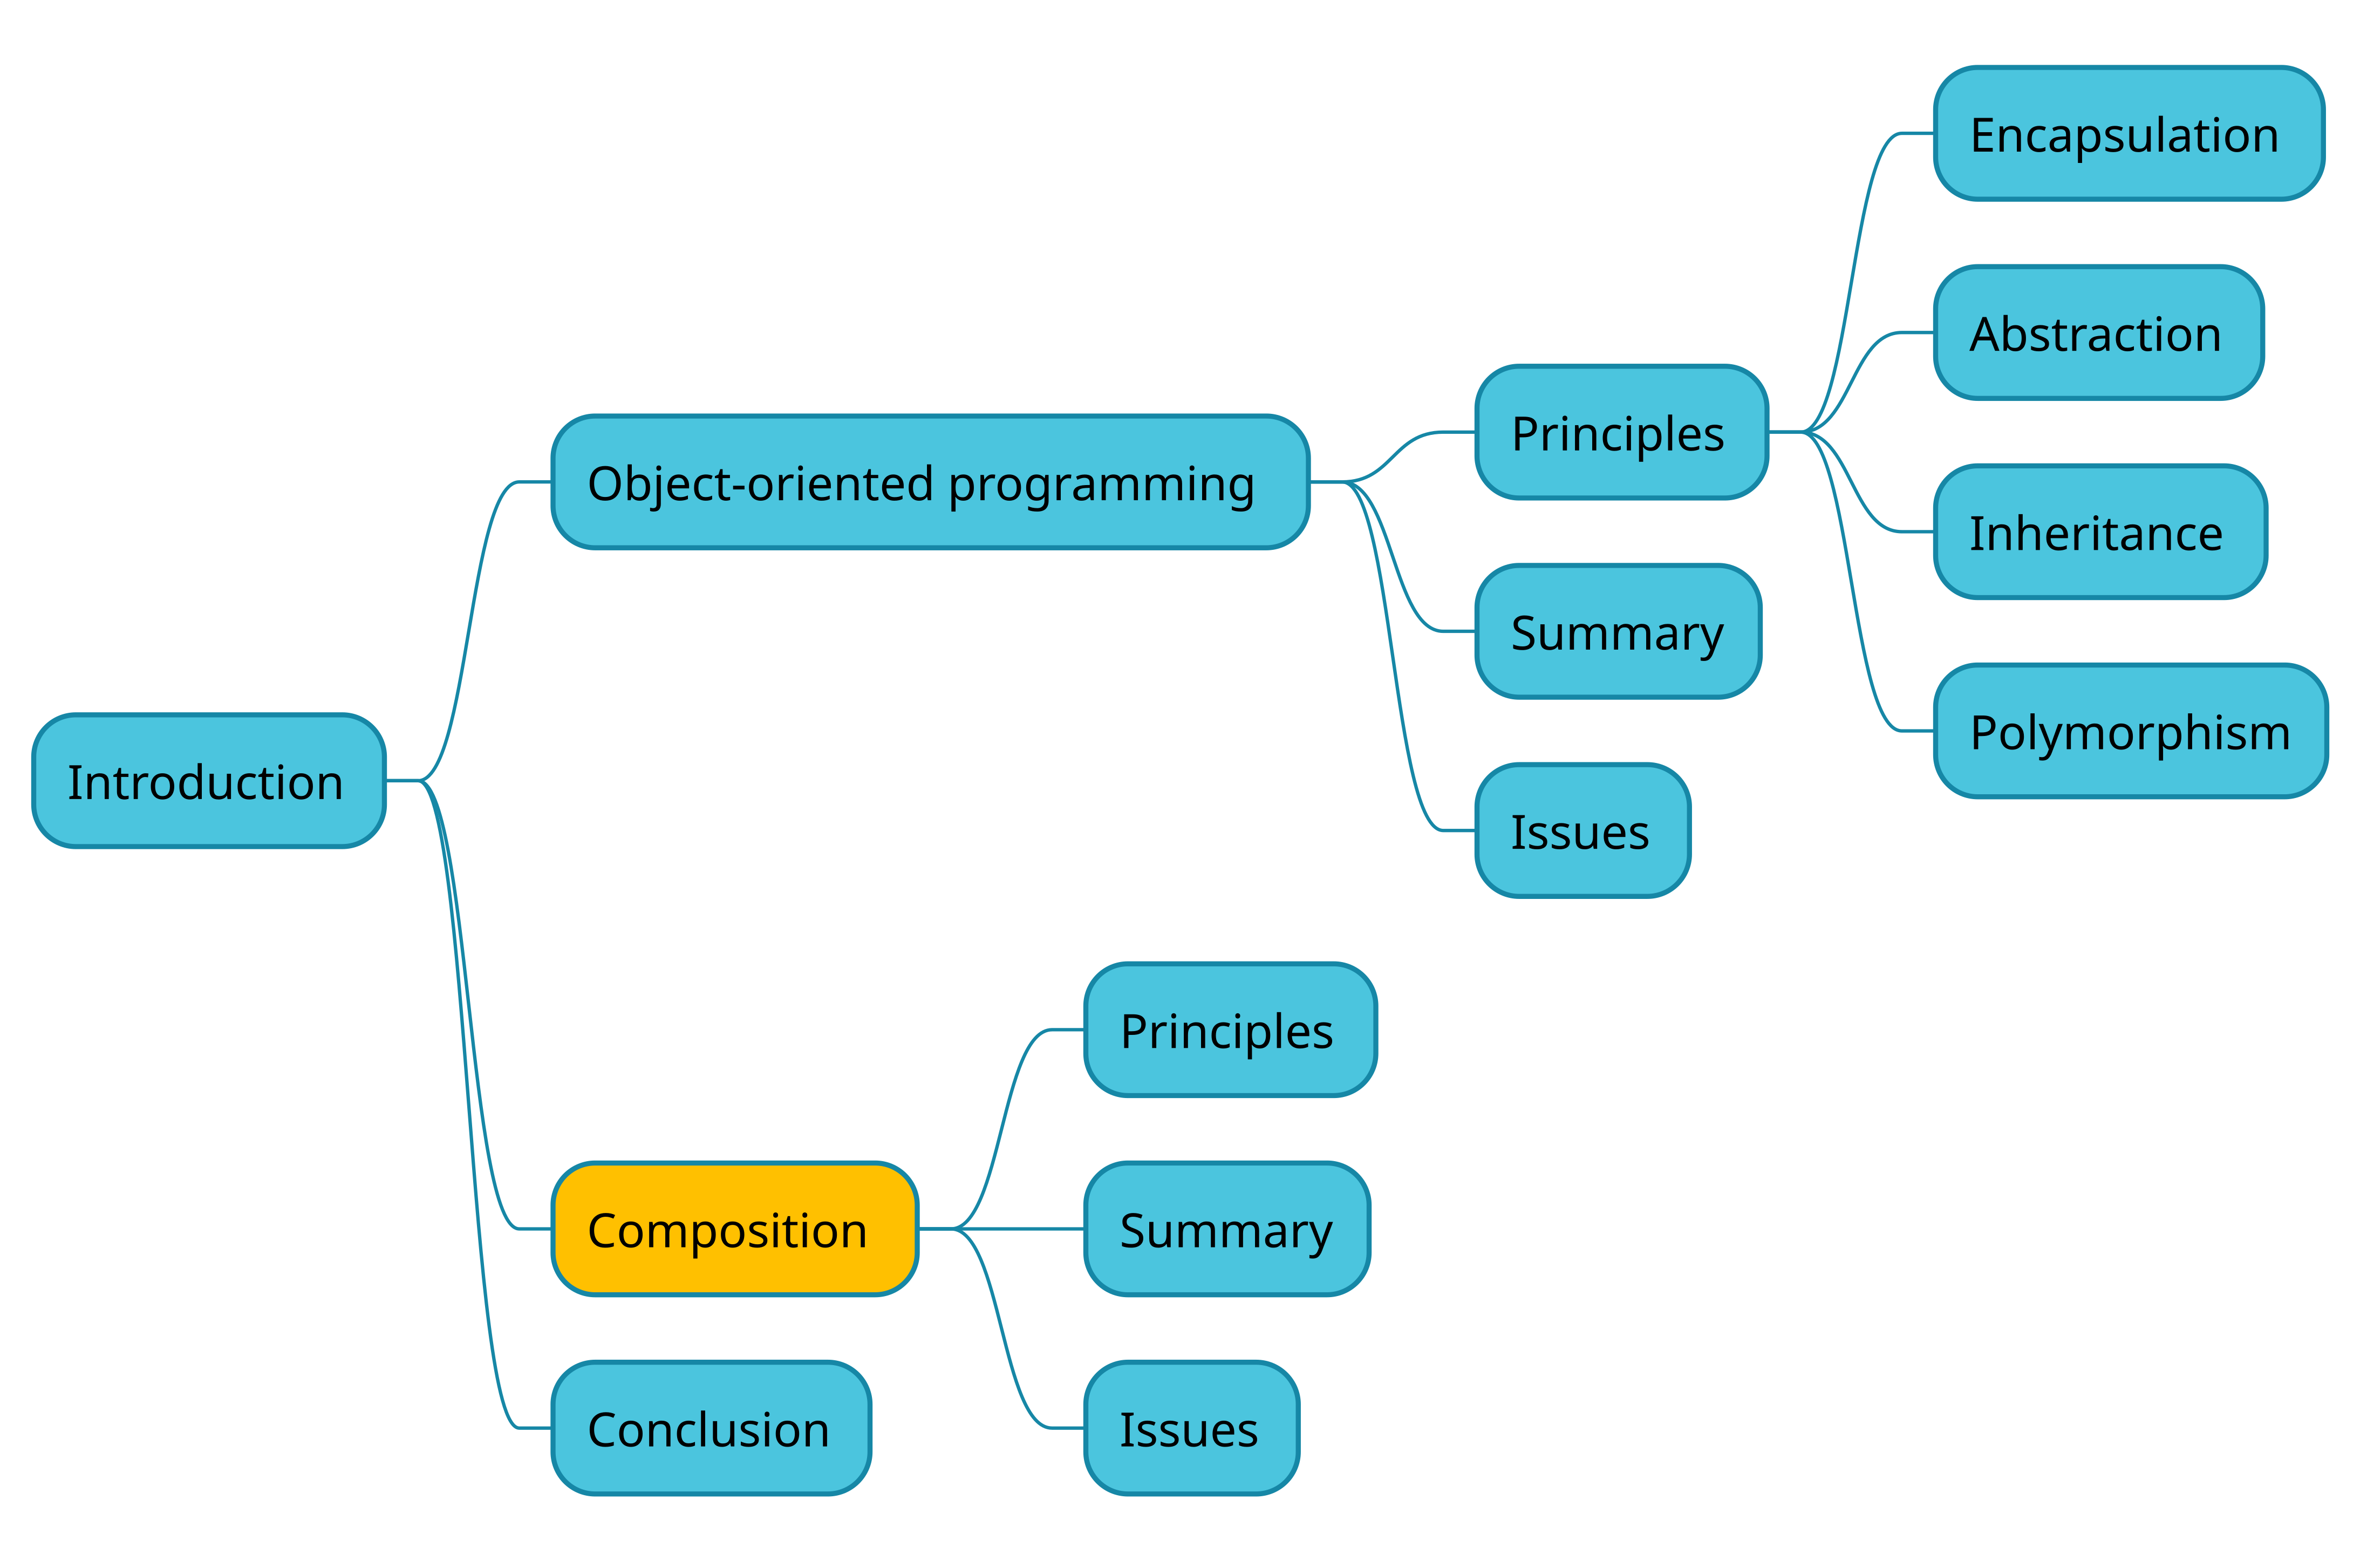 Introduction
Object-oriented programming
Principles
Encapsulation
Abstraction
Inheritance
Polymorphism
Summary
Issues
Composition
Principles
Summary
Issues
Conclusion